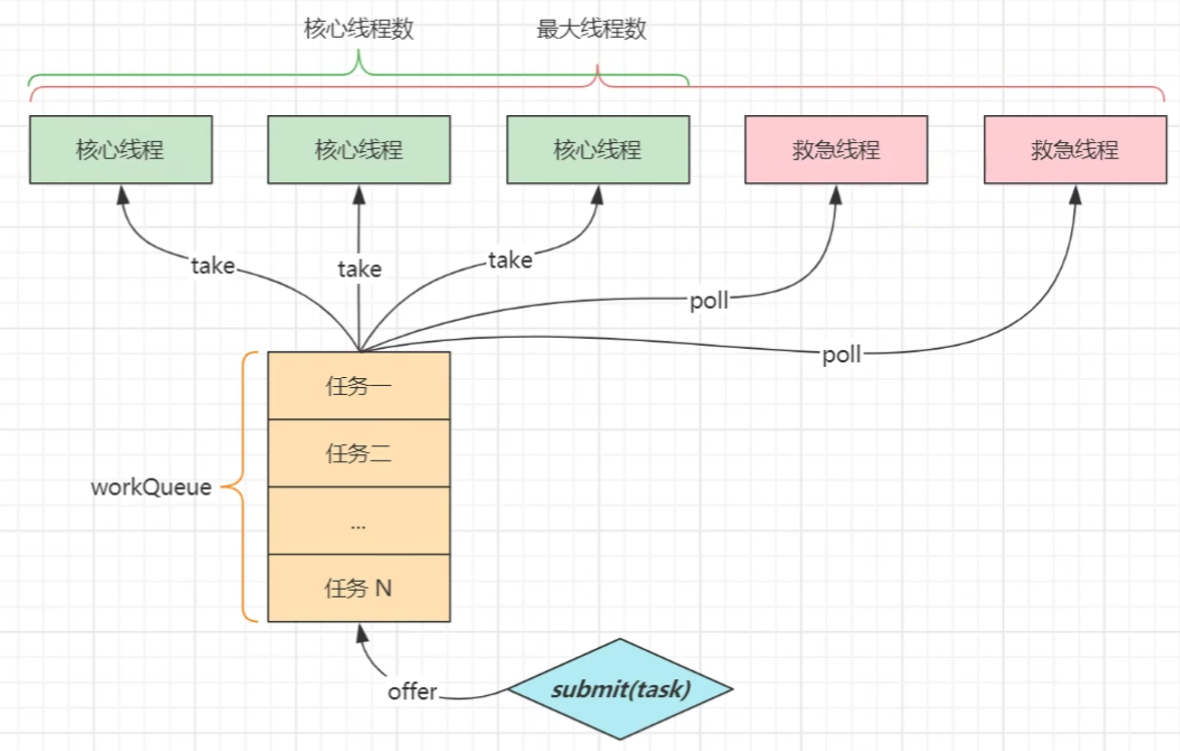 核心线程数
最大线程数
核心线程
核心线程
核心线程
救急线程
救急线程
take
take
take
poll
poll
任务一
任务二
...
任务 N
workQueue
offer
submit(task)